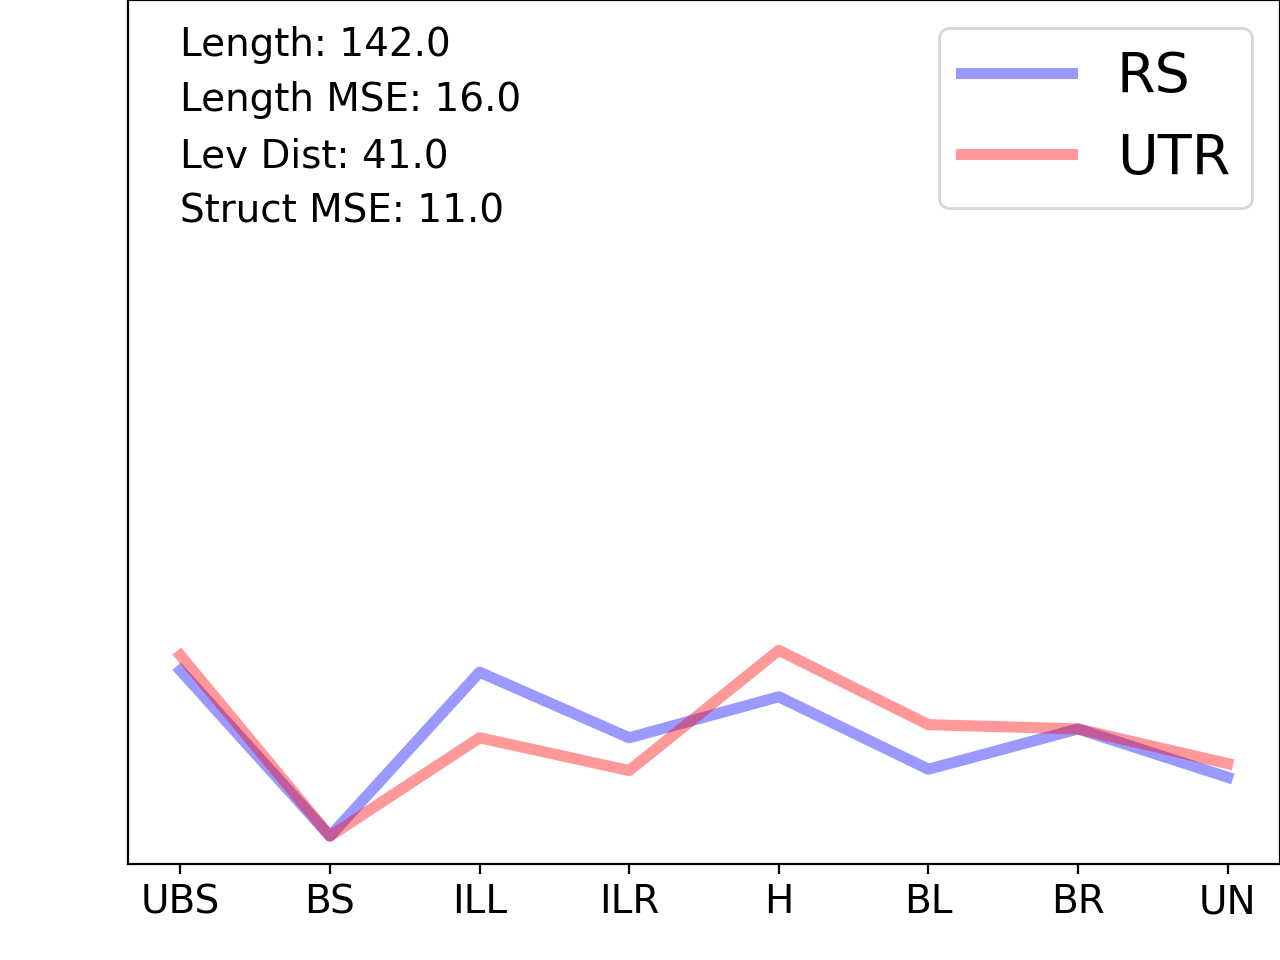 Length: 142.0
Length MSE: 16.0
Lev Dist: 41.0
Struct MSE: 11.0
RS
UTR
UBS BS ILL ILR H BL BR UN